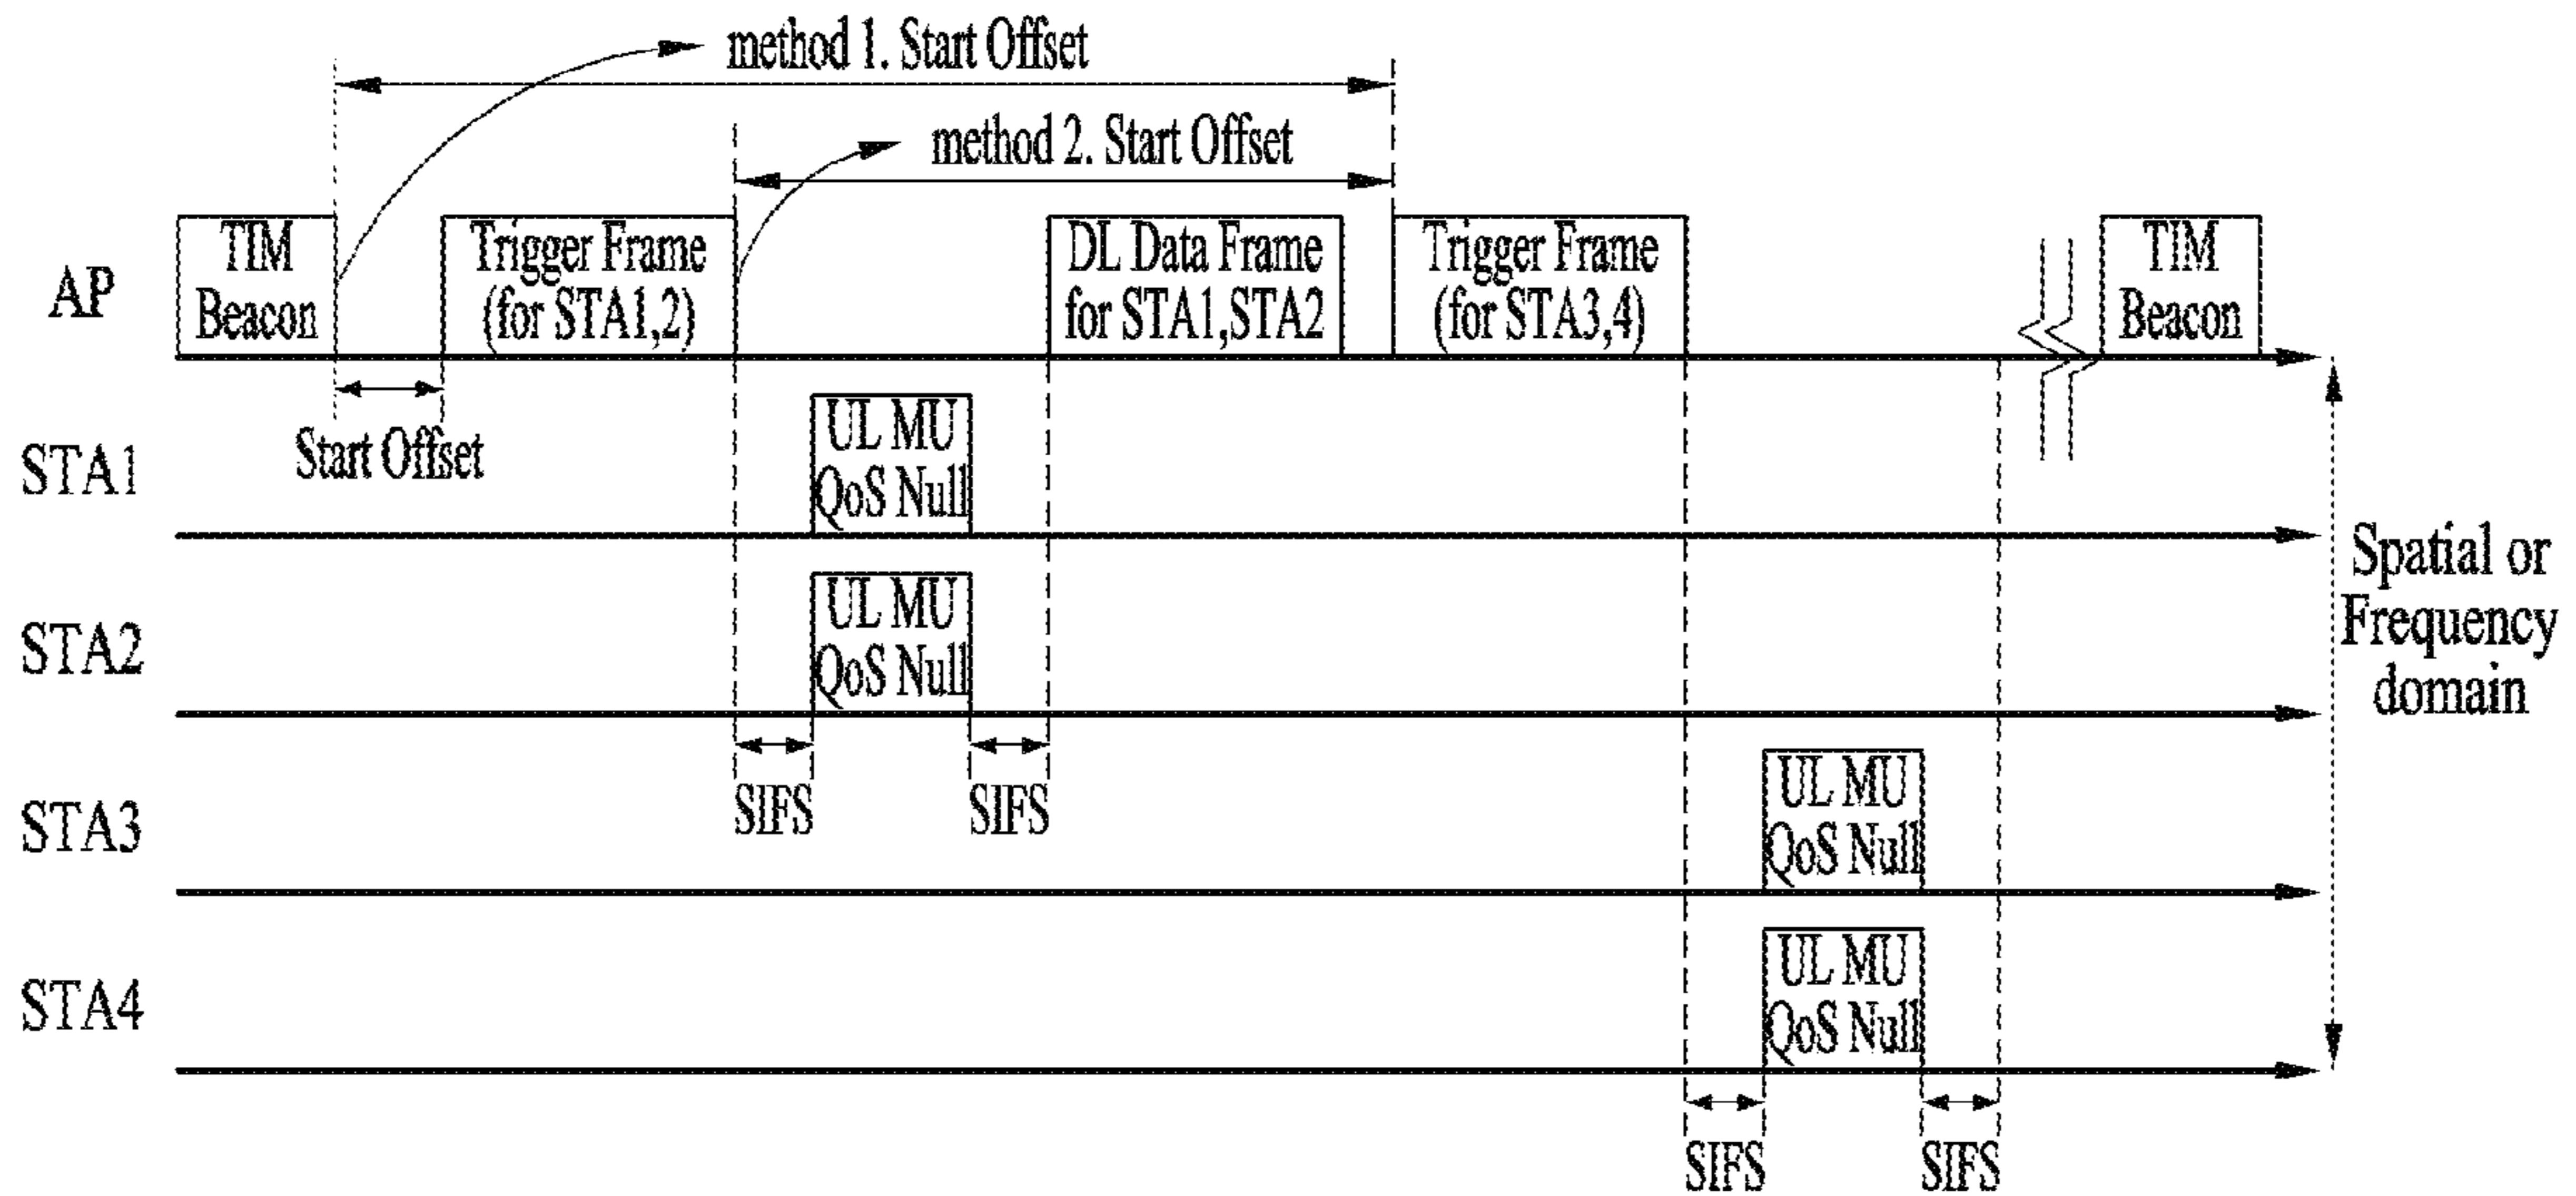 method 1. Start Offset
method 2. Start Offset
AP
TIM
Beacon
Trigger Frame
(for STA1,2)
DL Data Frame
for STA1,STA2
Trigger Frame
(for STA3,4)
TIM
Beacon
Start Offset
STA1
UL MU
QoS Null
STA2
UL MU
QoS Null
SIFS
SIFS
Spatial or
Frequency
domain
STA3
UL MU
QoS Null
STA4
UL MU
QoS Null
SIFS
SIFS